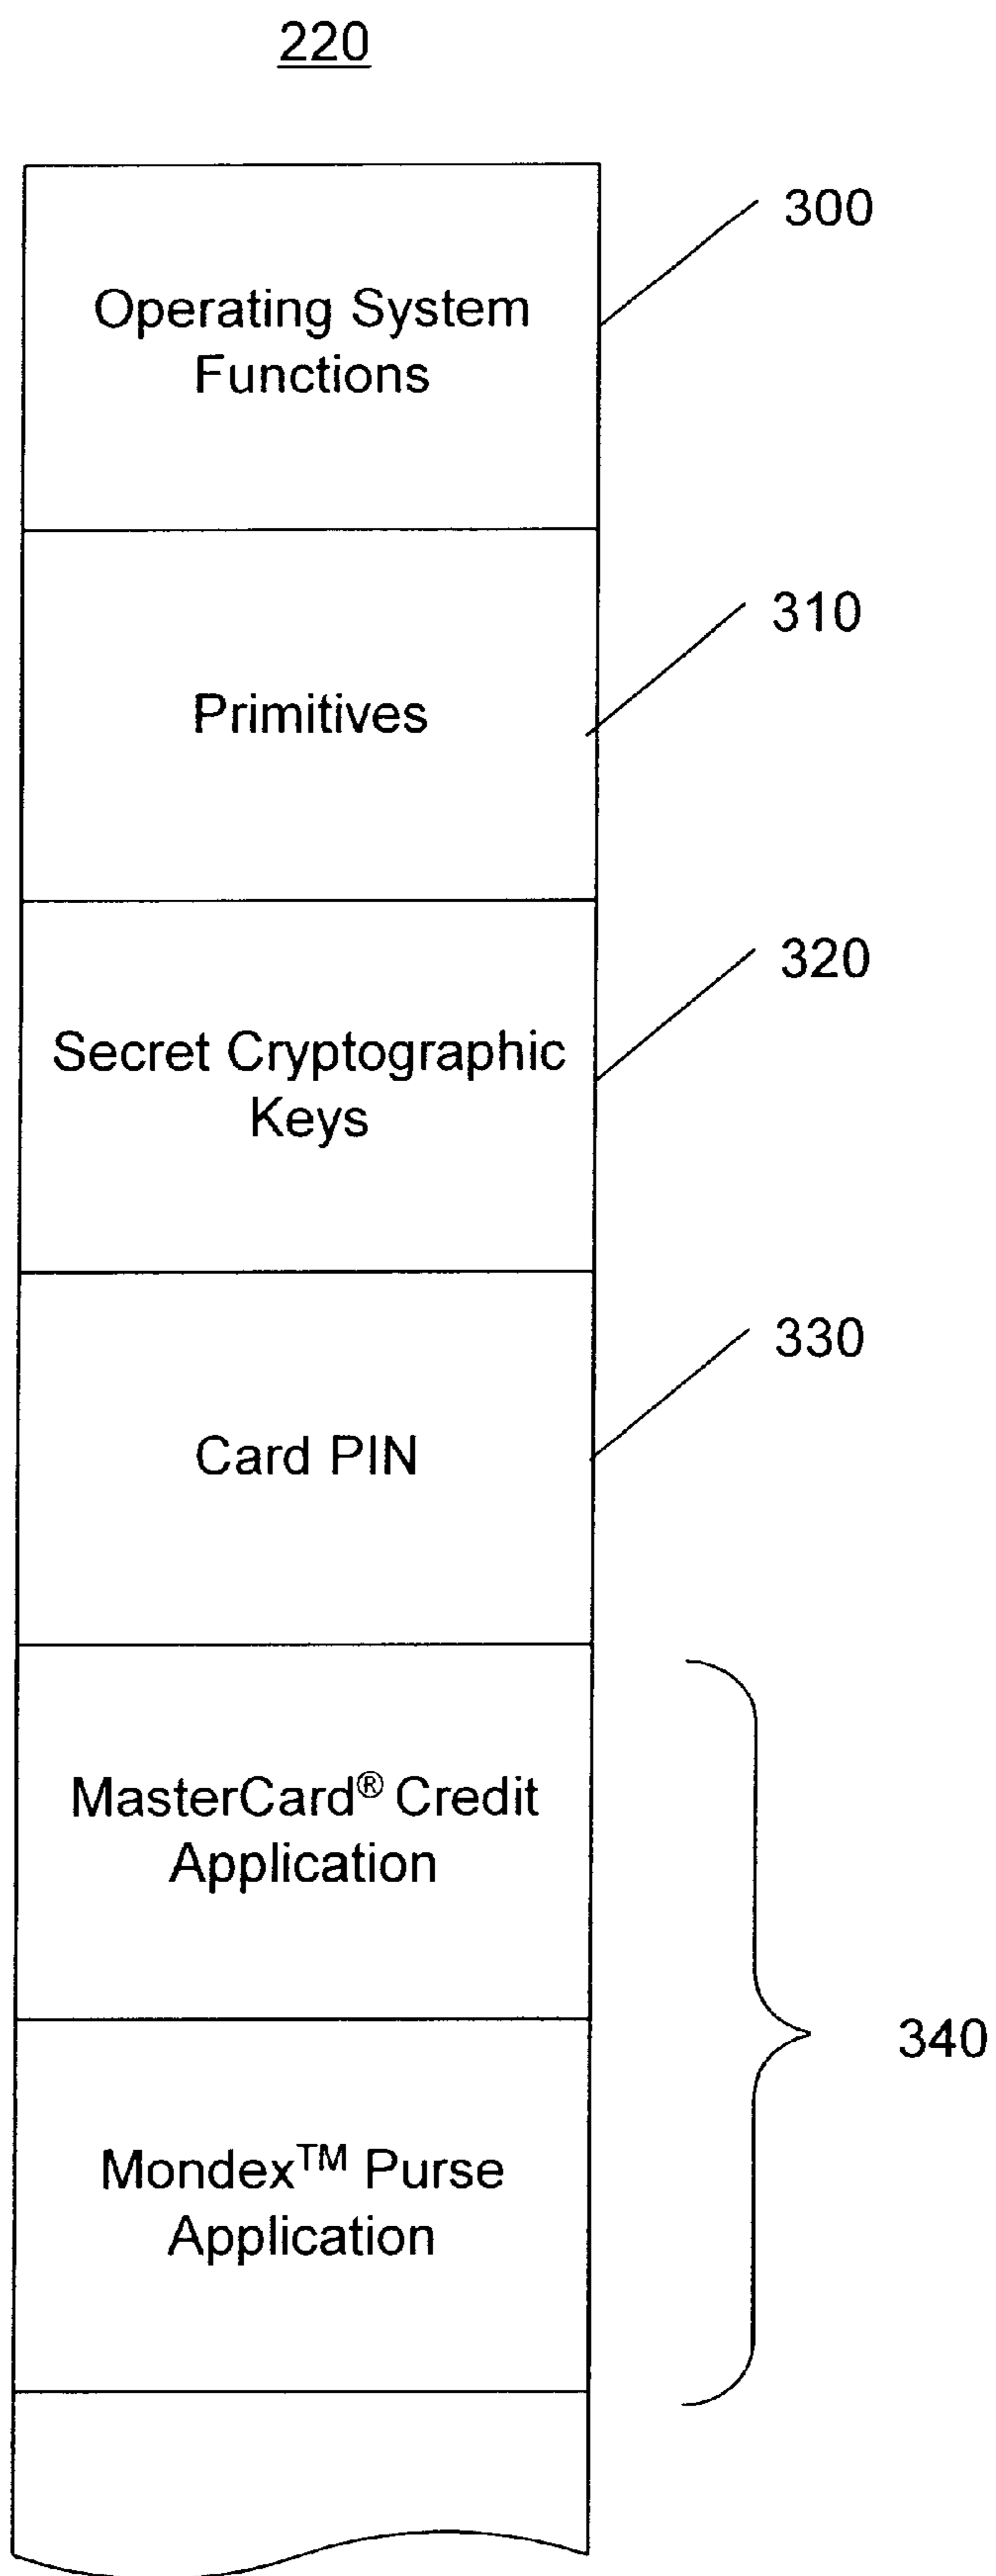 220
300
Operating System
Functions
310
Primitives
320
Secret Cryptographic
Keys
330
Card PIN
MasterCard® Credit
Application
340
Mondex™ Purse
Application